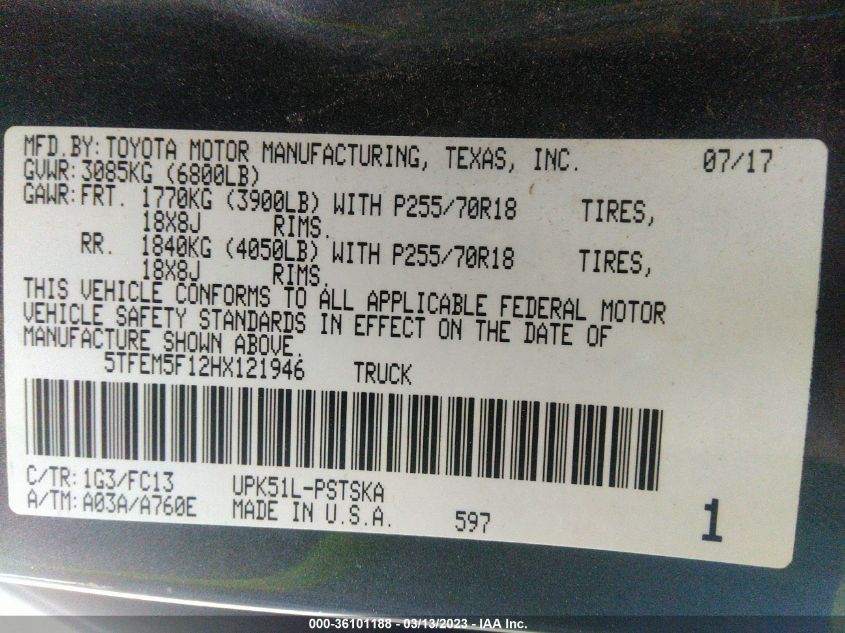 MFD.BY: TOYOTA MOTOR MANUFACTURING, TEXAS, INC. 07/17
GVWR: 3085KG (6800LB)
GAWR: FRT. 1770KG (3900LB) WITH P255/70R18 TIRES,
18X8J RIMS.
RR. 1840KG (4050LB) WITH P255/70R18 TIRES,
18X8J RIMS.
THIS VEHICLE CONFORMS TO ALL APPLICABLE FEDERAL MOTOR
VEHICLE SAFETY STANDARDS IN EFFECT ON THE DATE OF
MANUFACTURE SHOWN ABOVE.
5TFEM5F12HX121946 TRUCK
C/TR: 1G3/FC13 UPK51L-PSTSKA
A/TM: A03A/A760E MADE IN U.S.A. 597 1
000-36101188 - 03/13/2023 - IAA Inc.